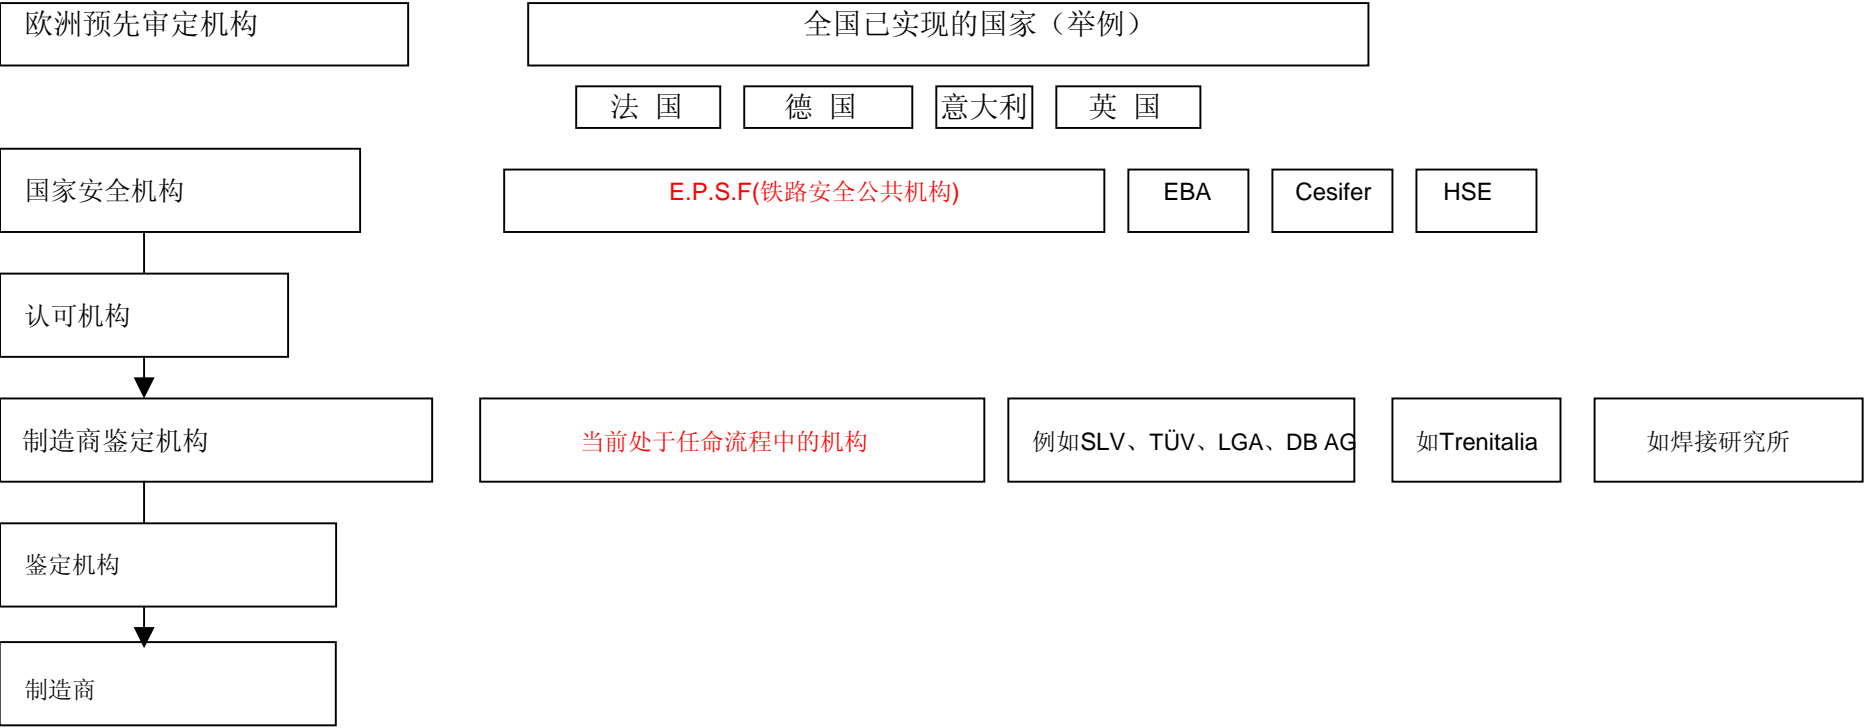 欧洲预先审定机构
全国已实现的国家（举例）
法 国
德 国
意大利
英 国
国家安全机构
E.P.S.F(铁路安全公共机构)
EBA
Cesifer
HSE
认可机构
制造商鉴定机构
当前处于任命流程中的机构
例如SLV、TÜV、LGA、DB AG
如Trenitalia
如焊接研究所
鉴定机构
制造商